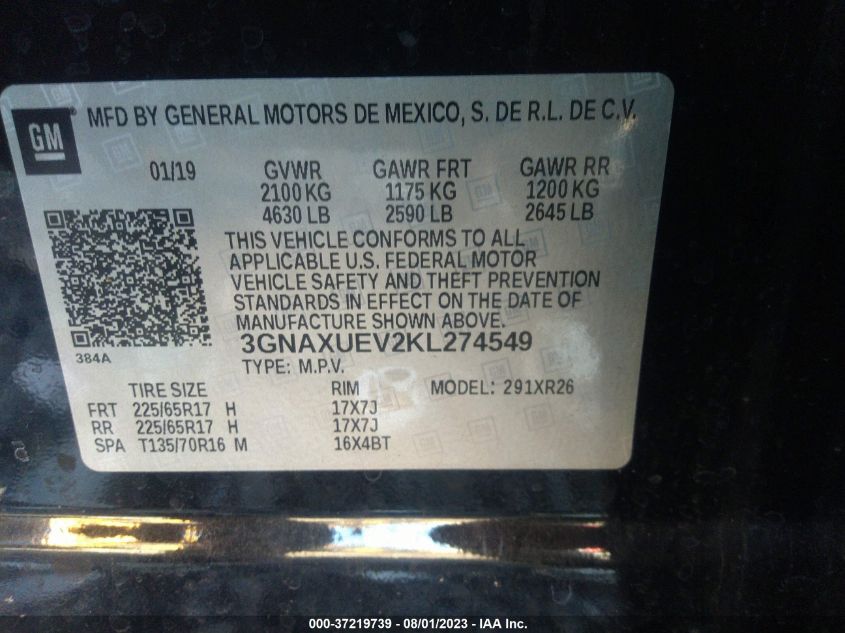 GM
MFD BY GENERAL MOTORS DE MEXICO, S. DE R.L. DE C.V.
01/19 GVWR GAWR FRT GAWR RR
2100 KG 1175 KG 1200 KG
4630 LB 2590 LB 2645 LB
THIS VEHICLE CONFORMS TO ALL
APPLICABLE U.S. FEDERAL MOTOR
VEHICLE SAFETY AND THEFT PREVENTION
STANDARDS IN EFFECT ON THE DATE OF
MANUFACTURE SHOWN ABOVE.
384A
3GNAXUEV2KL274549
TYPE: M.P.V.
TIRE SIZE RIM MODEL: 291XR26
FRT 225/65R17 H 17X7J
RR 225/65R17 H 17X7J
SPA T135/70R16 M 16X4BT
000-37219739 - 08/01/2023 - IAA Inc.